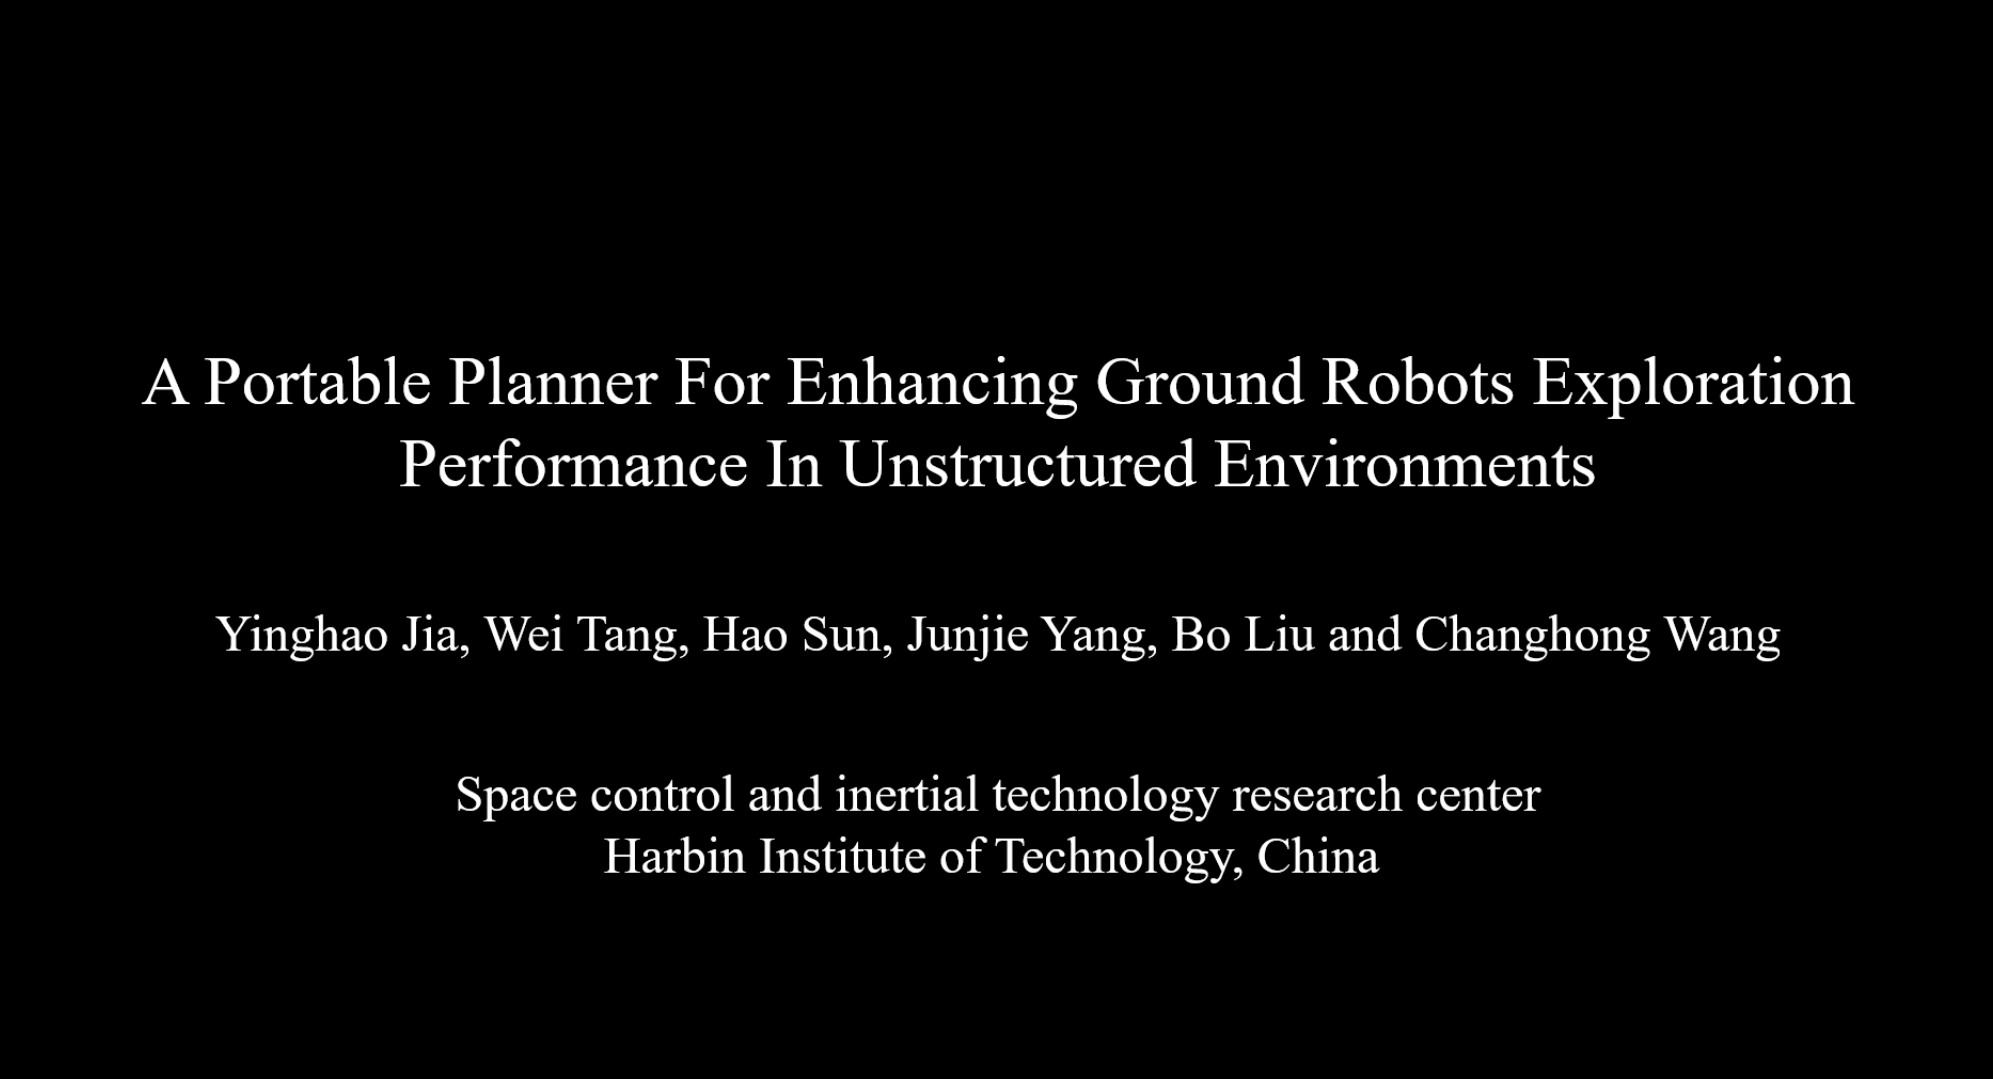 A Portable Planner For Enhancing Ground Robots Exploration
Performance In Unstructured Environments
Yinghao Jia, Wei Tang, Hao Sun, Junjie Yang, Bo Liu and Changhong Wang
Space control and inertial technology research center
Harbin Institute of Technology, China